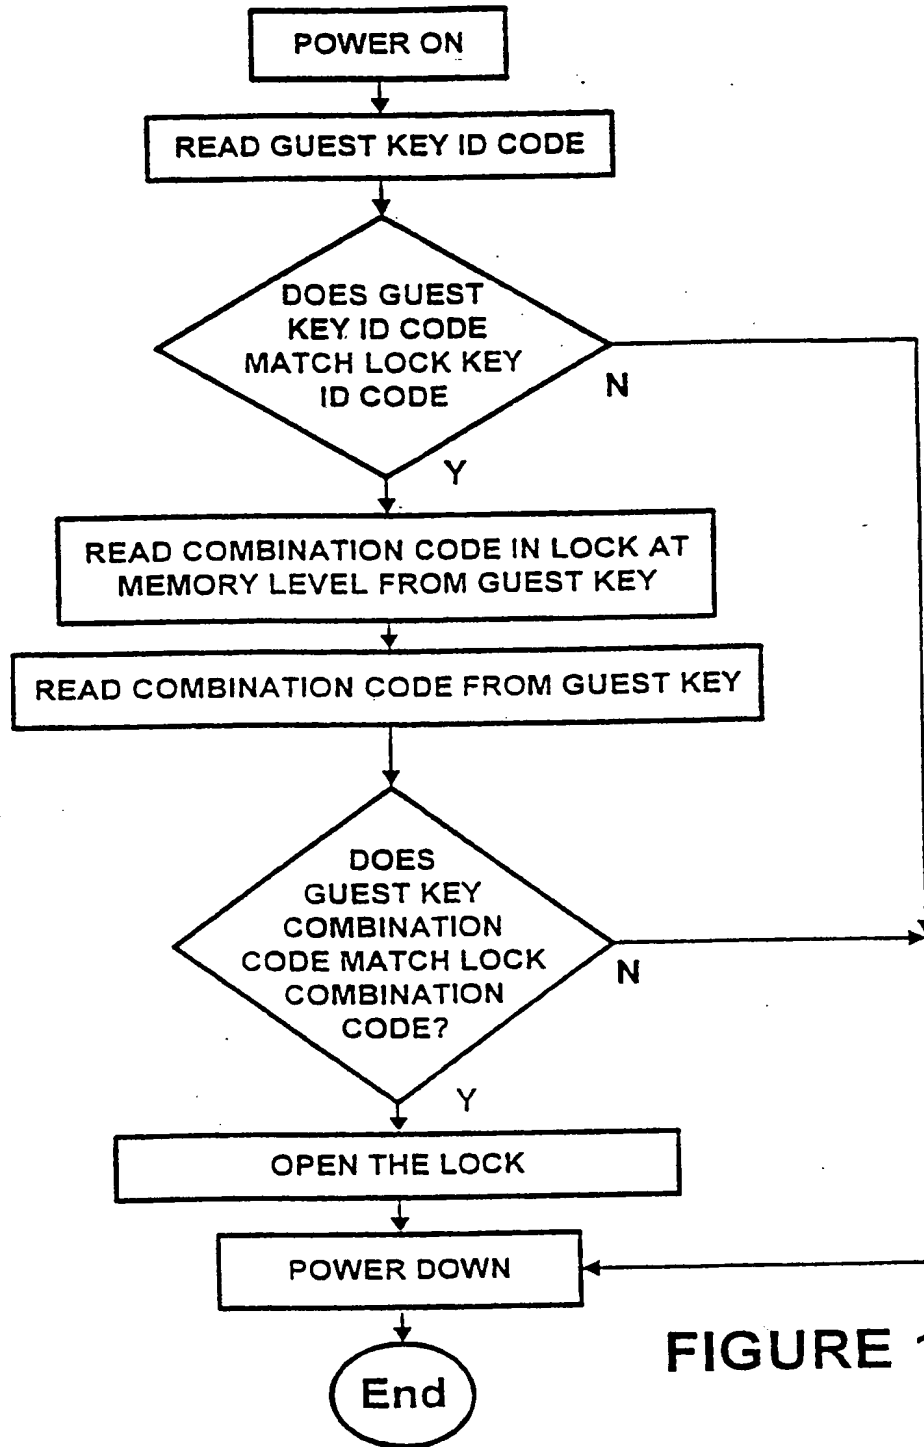 POWER ON
READ GUEST KEY ID CODE
DOES GUEST
KEY ID CODE
MATCH LOCK KEY
ID CODE
N
Y
READ COMBINATION CODE IN LOCK AT
MEMORY LEVEL FROM GUEST KEY
READ COMBINATION CODE FROM GUEST KEY
DOES
GUEST KEY
COMBINATION
CODE MATCH LOCK
COMBINATION
CODE?
N
Y
OPEN THE LOCK
POWER DOWN
End
FIGURE